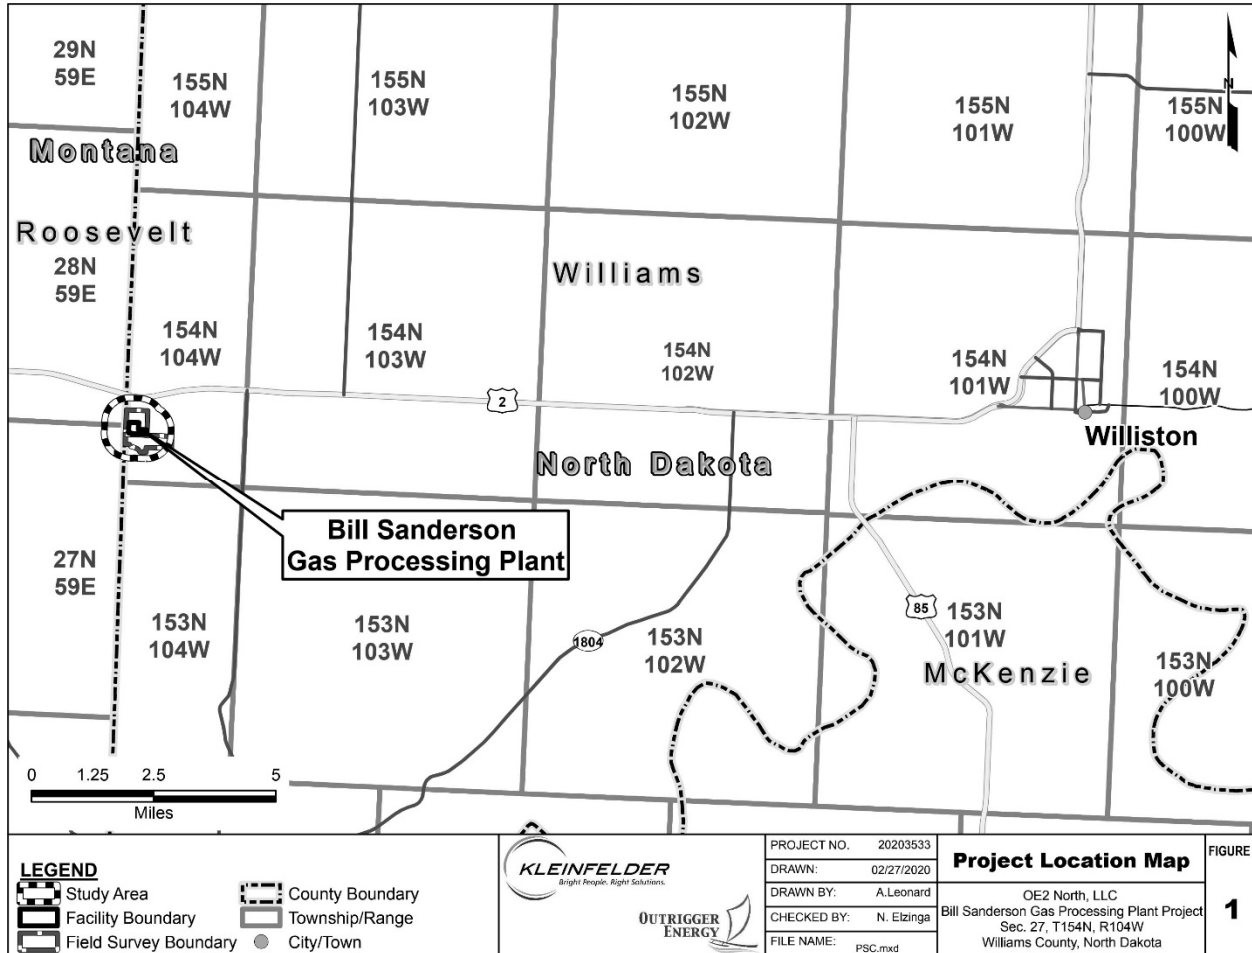 29N
59E
155N
104W
155N
103W
155N
102W
155N
101W
155N
100W
N
Montana
Roosevelt
28N
59E
Williams
154N
104W
154N
103W
154N
102W
154N
101W
154N
100W
2
Williston
North Dakota
Bill Sanderson
Gas Processing Plant
27N
59E
153N
104W
153N
103W
1804
153N
102W
85
153N
101W
McKenzie
153N
100W
0 1.25 2.5 5
Miles
LEGEND
Study Area
Facility Boundary
Field Survey Boundary
County Boundary
Township/Range
City/Town
KLEINFELDER
Bright People. Right Solutions.
OUTRIGGER
ENERGY
PROJECT NO. 20203533
DRAWN: 02/27/2020
DRAWN BY: A.Leonard
CHECKED BY: N. Elzinga
FILE NAME: PSC.mxd
Project Location Map
OE2 North, LLC
Bill Sanderson Gas Processing Plant Project
Sec. 27, T154N, R104W
Williams County, North Dakota
FIGURE
1